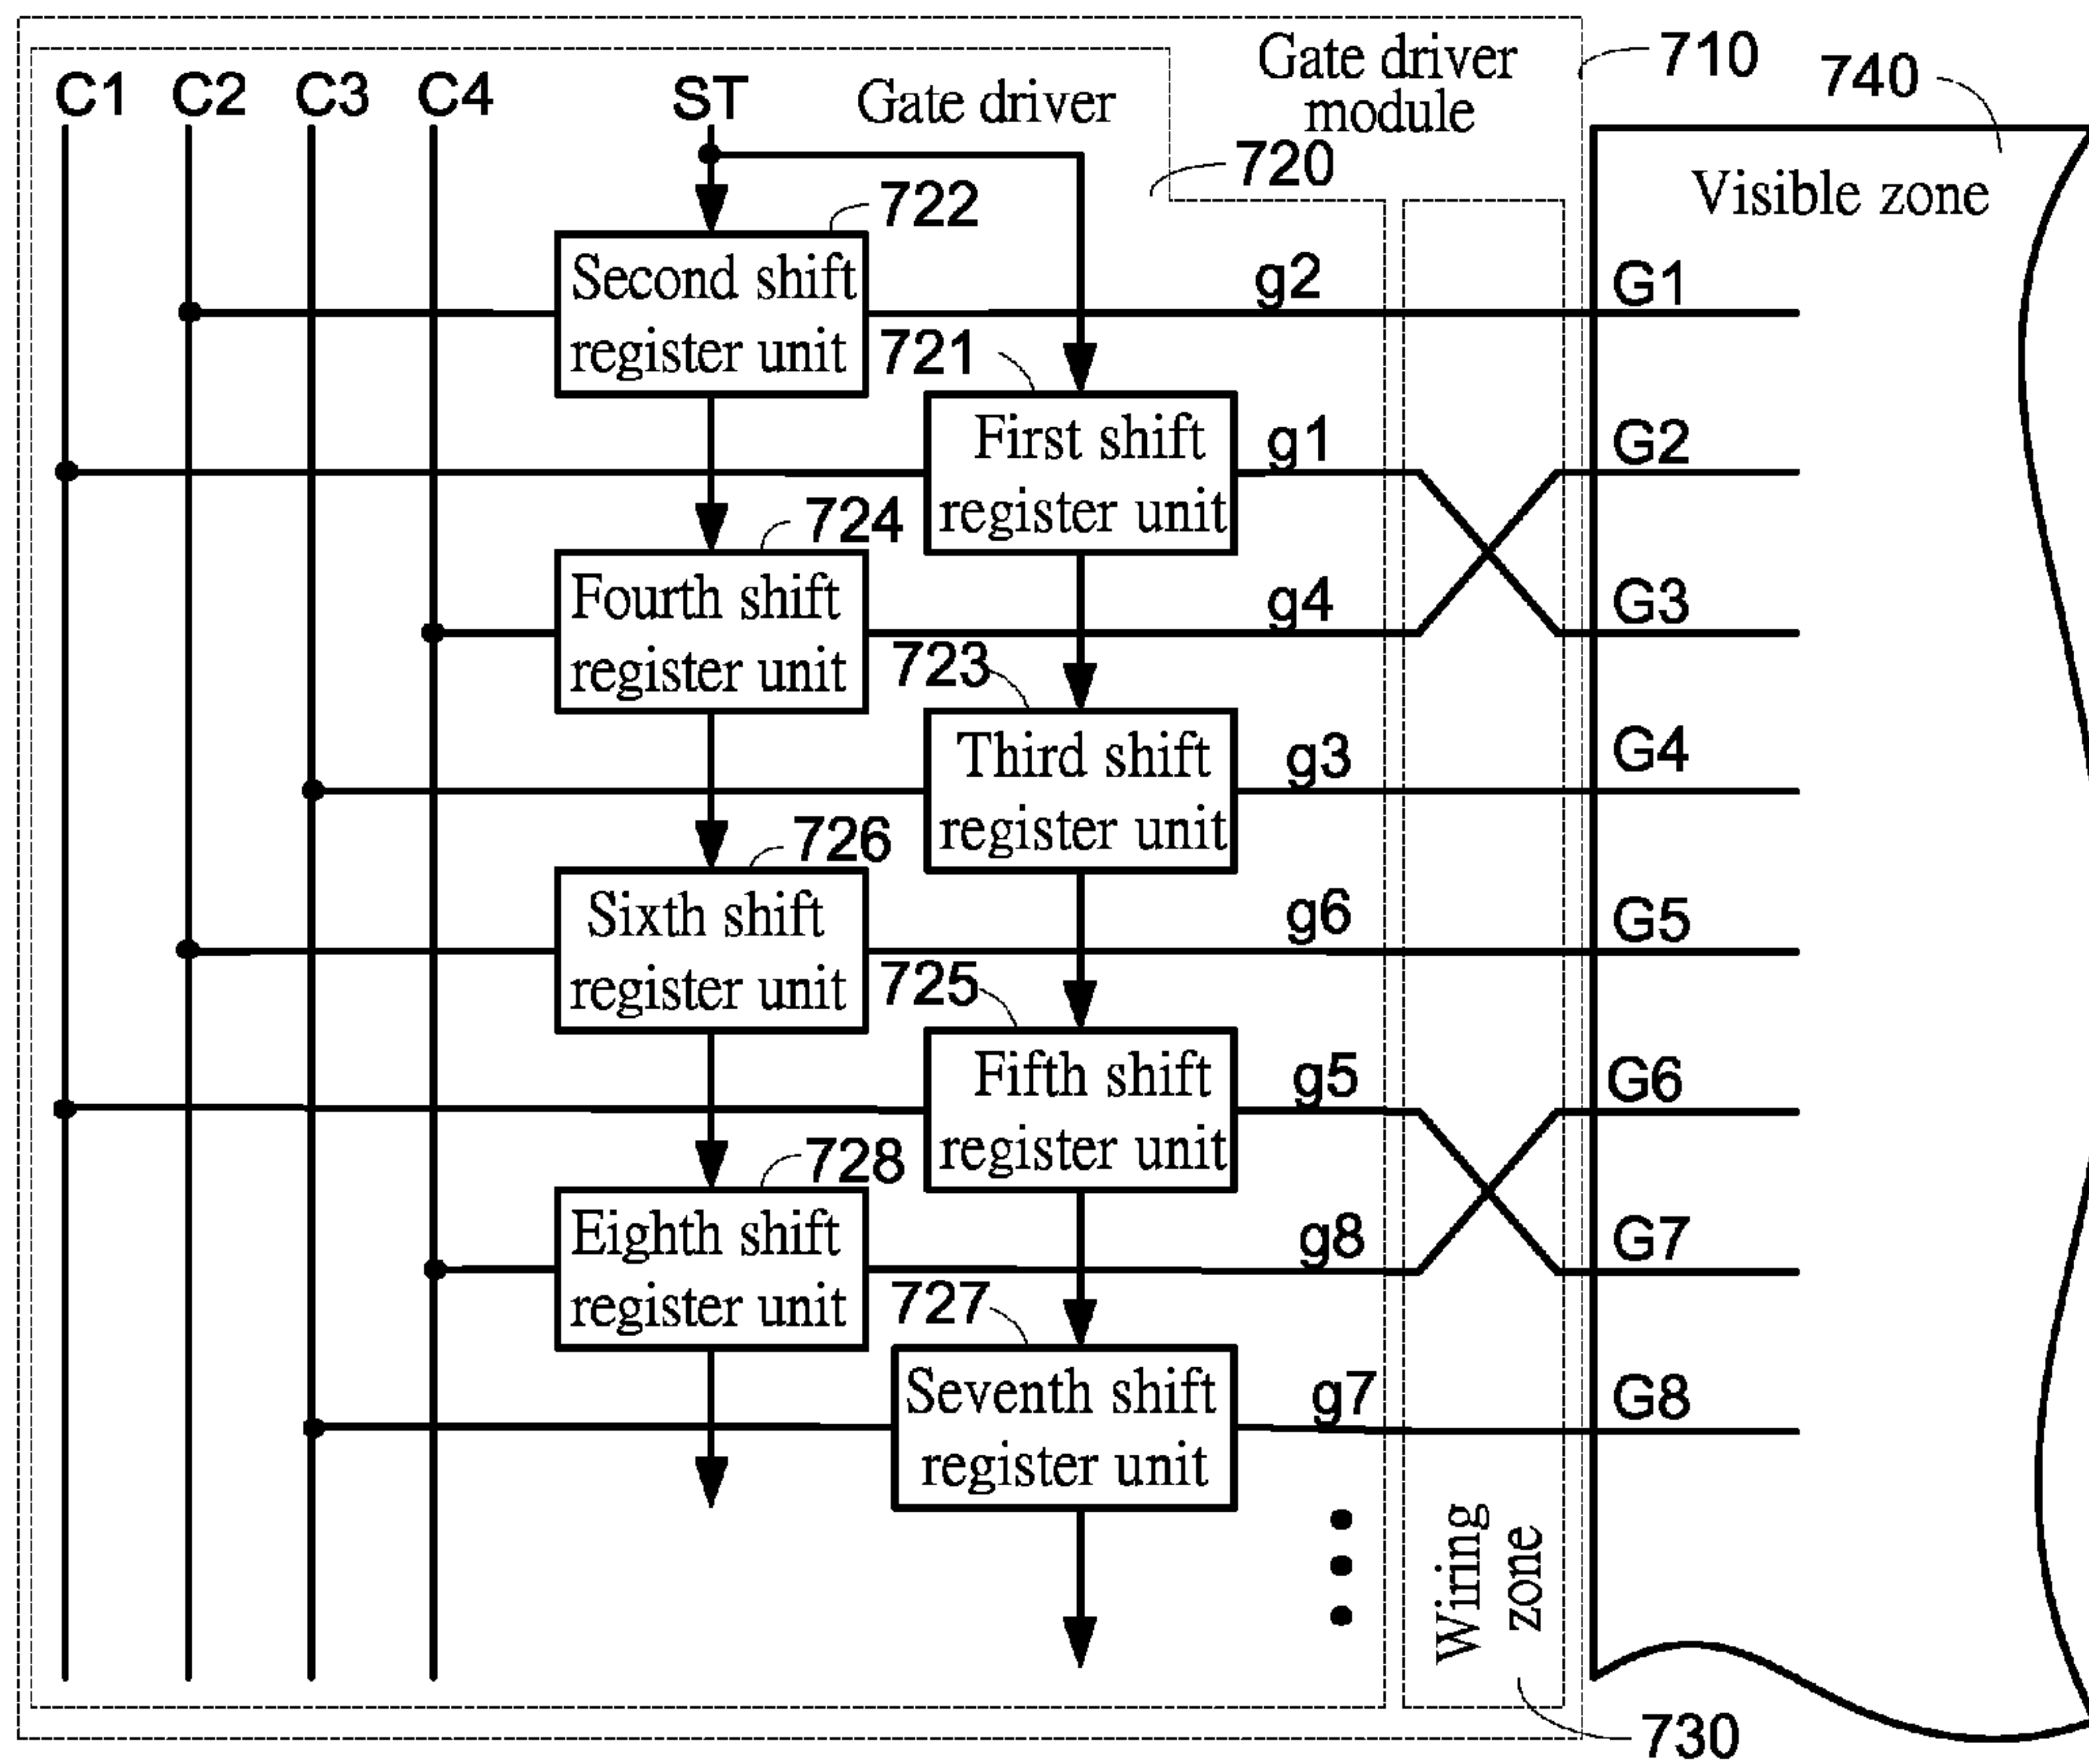 Gate driver
module
710
740
C1 C2 C3 C4 ST Gate driver
720
Visible zone
722
Second shift
register unit
g2
G1
721
First shift
register unit
g1
G2
724
Fourth shift
register unit
g4
G3
723
Third shift
register unit
g3
G4
726
Sixth shift
register unit
g6
G5
725
Fifth shift
register unit
g5
G6
728
Eighth shift
register unit
g8
G7
727
Seventh shift
register unit
g7
G8
Wiring
zone
730